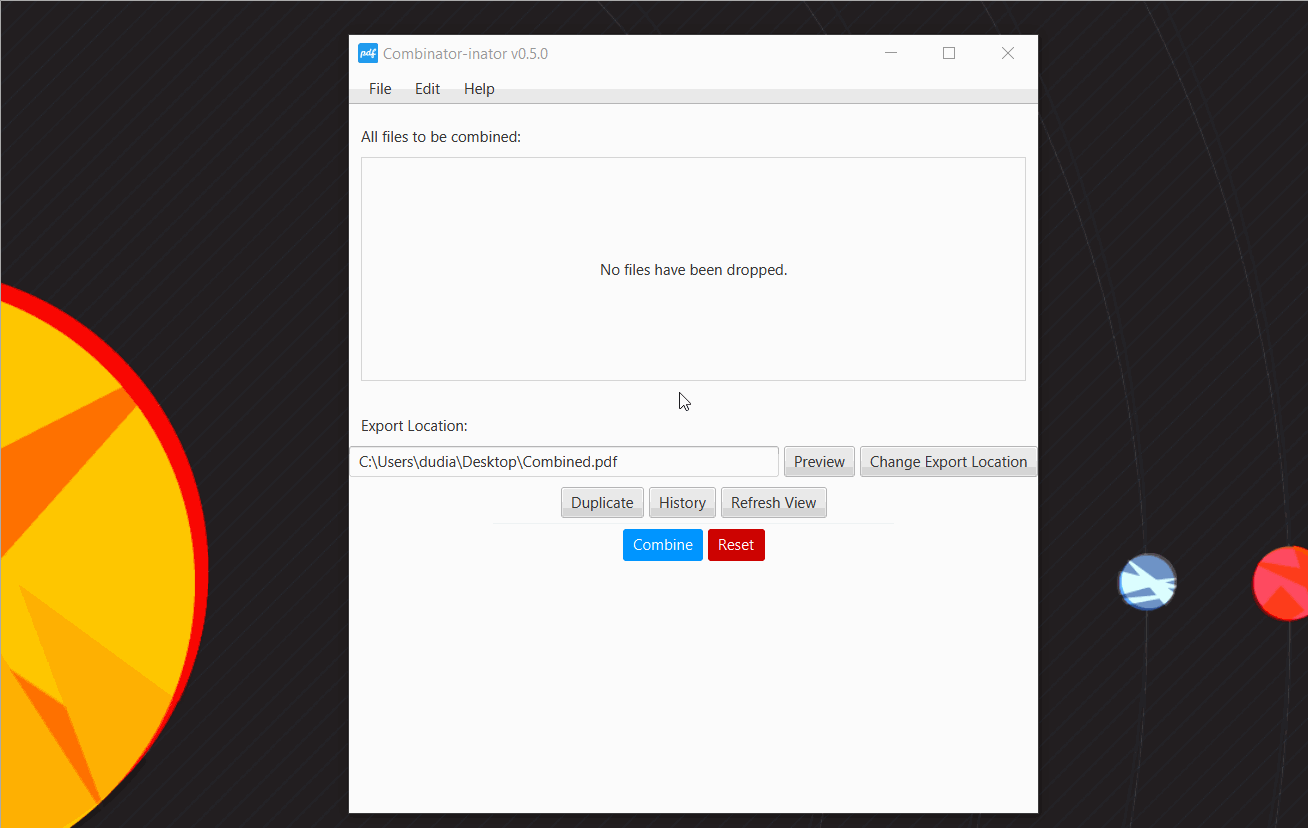 pdf Combinator-inator v0.5.0
File Edit Help
All files to be combined:
No files have been dropped.
Export Location:
C:\Users\dudia\Desktop\Combined.pdf Preview Change Export Location
Duplicate History Refresh View
Combine Reset